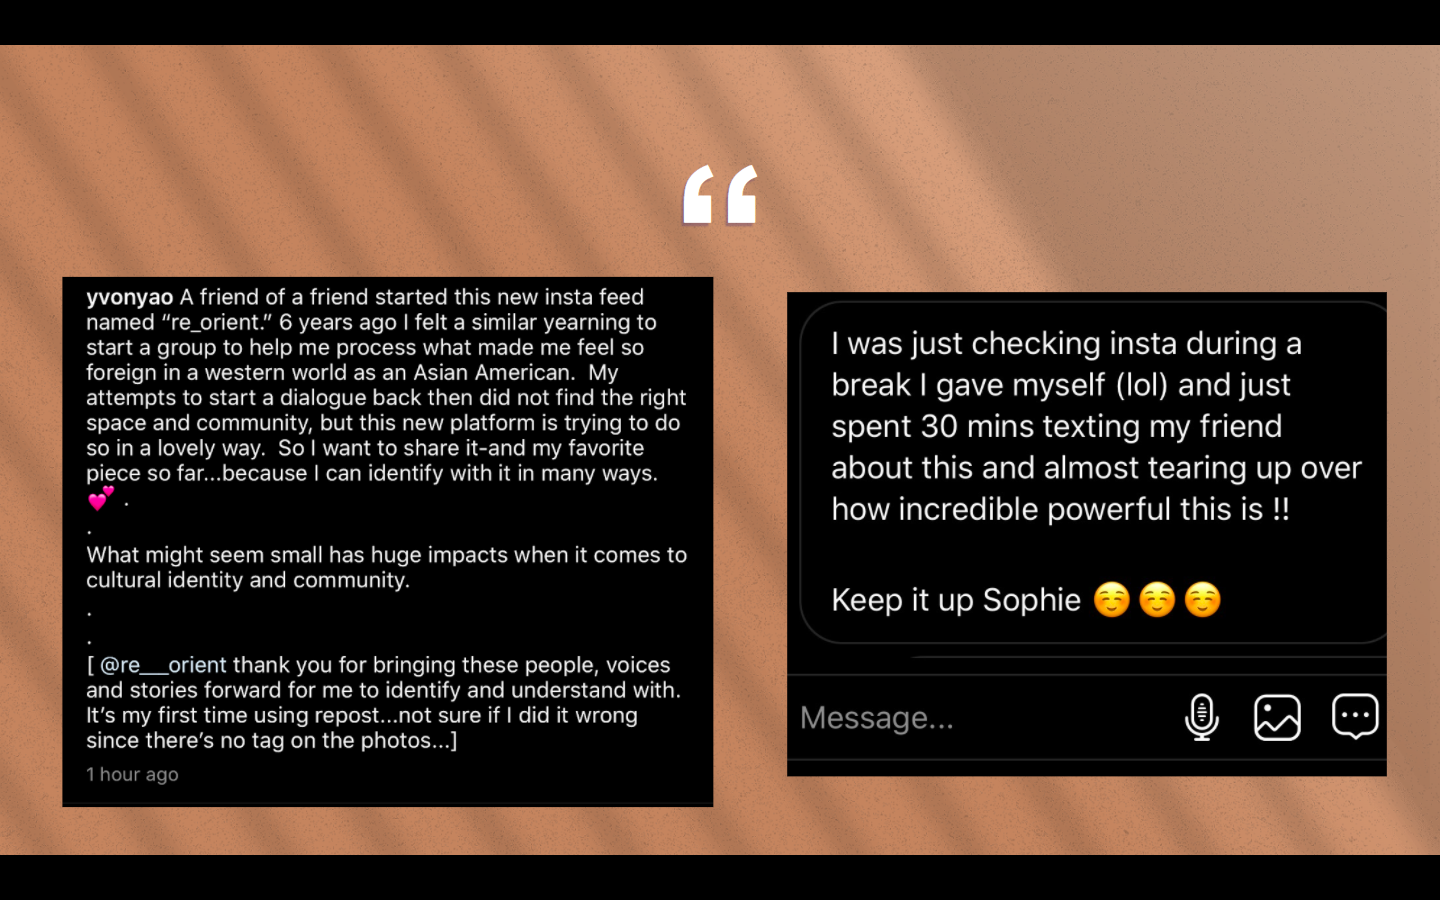 “
yvonyao A friend of a friend started this new insta feed
named “re_orient.” 6 years ago I felt a similar yearning to
start a group to help me process what made me feel so
foreign in a western world as an Asian American.  My
attempts to start a dialogue back then did not find the right
space and community, but this new platform is trying to do
so in a lovely way.  So I want to share it-and my favorite
piece so far...because I can identify with it in many ways.
💕 .
.
What might seem small has huge impacts when it comes to
cultural identity and community.
.
.
[ @re___orient thank you for bringing these people, voices
and stories forward for me to identify and understand with.
It’s my first time using repost...not sure if I did it wrong
since there’s no tag on the photos...]
1 hour ago
I was just checking insta during a
break I gave myself (lol) and just
spent 30 mins texting my friend
about this and almost tearing up over
how incredible powerful this is !!
Keep it up Sophie ☺️☺️☺️
Message...